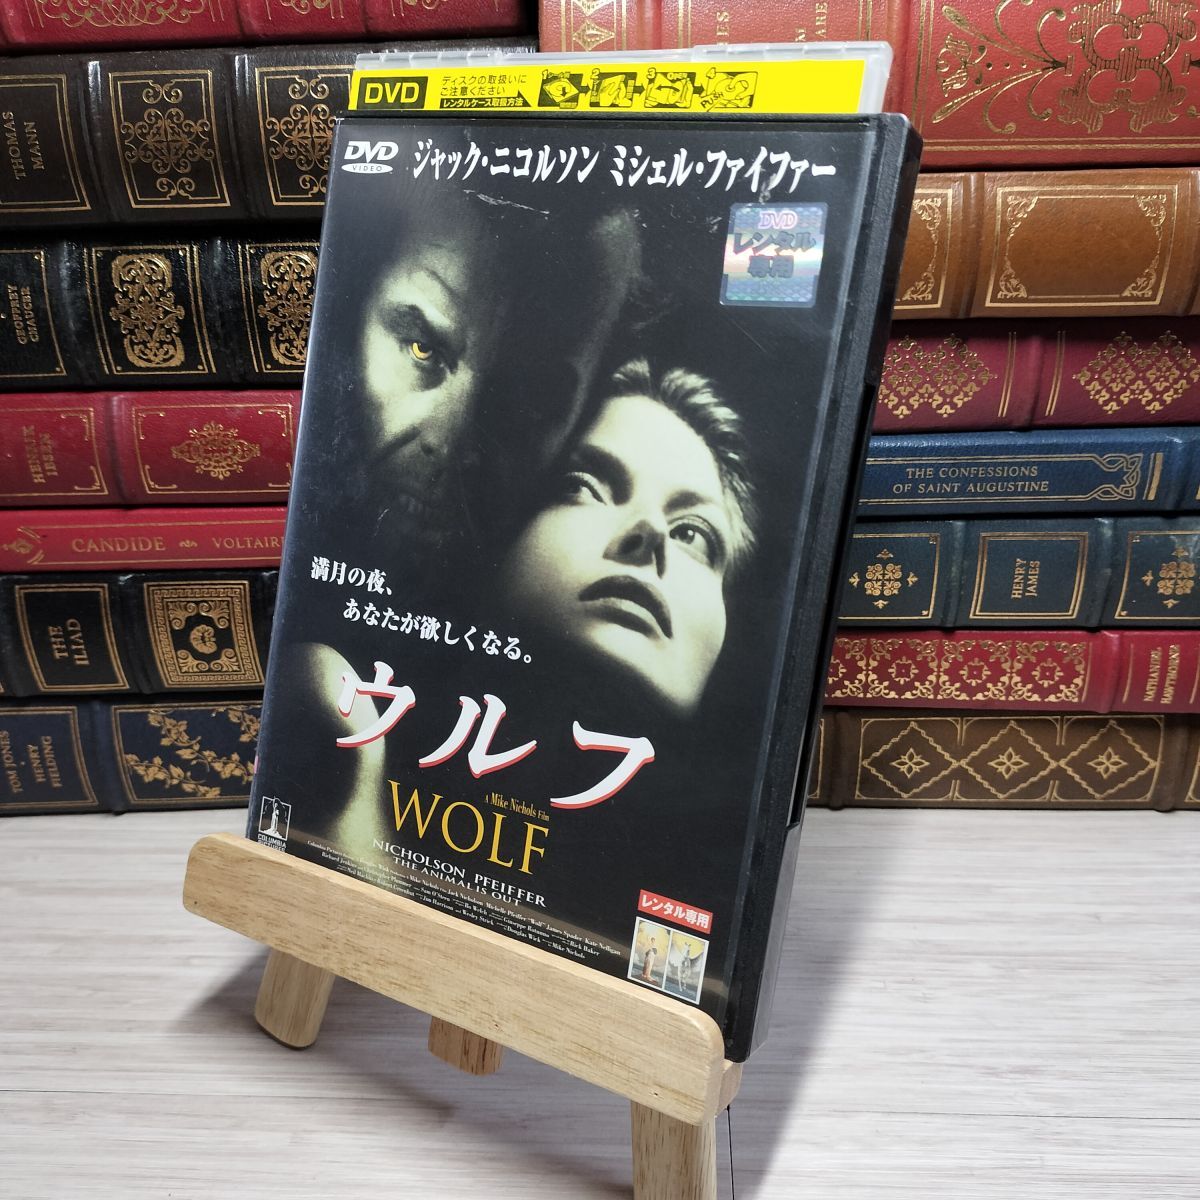 DVD
ディスクの取扱いに
ご注意ください
レンタルケース取扱方法
PUSH
DVD
VIDEO
ジャック・ニコルソン ミシェル・ファイファー
DVD
レンタル
専用
満月の夜、
あなたが欲しくなる。
ウルフ
A Mike Nichols Film
WOLF
NICHOLSON PFEIFFER
THE ANIMAL IS OUT
COLUMBIA
PICTURES
レンタル専用
THOMAS
MANN
GEOFFREY
CHAUCER
HENRIK
IBSEN
CANDIDE
VOLTAIRE
THE
ILIAD
TOM JONES
HENRY
FIELDING
THE CONFESSIONS
OF SAINT AUGUSTINE
HENRY
JAMES
NATHANIEL
HAWTHORNE